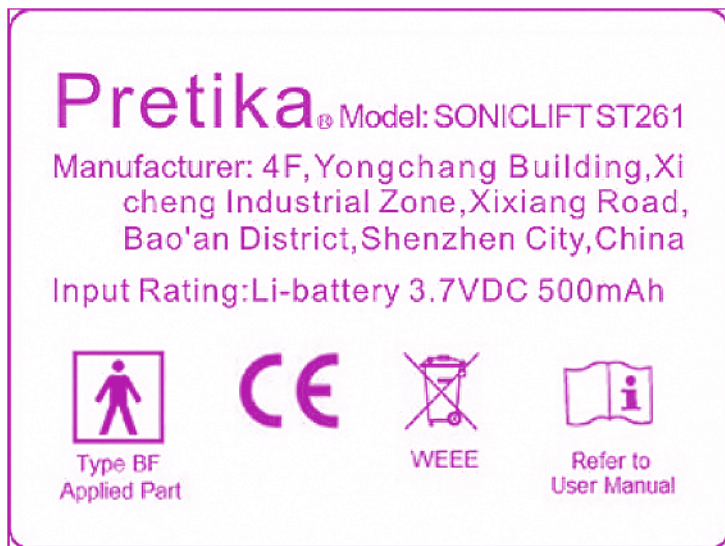 Pretika® Model: SONICLIFT ST261
Manufacturer: 4F,Yongchang Building,Xi
cheng Industrial Zone,Xixiang Road,
Bao'an District,Shenzhen City,China
Input Rating:Li-battery 3.7VDC 500mAh
CE
Type BF
Applied Part
WEEE
Refer to
User Manual